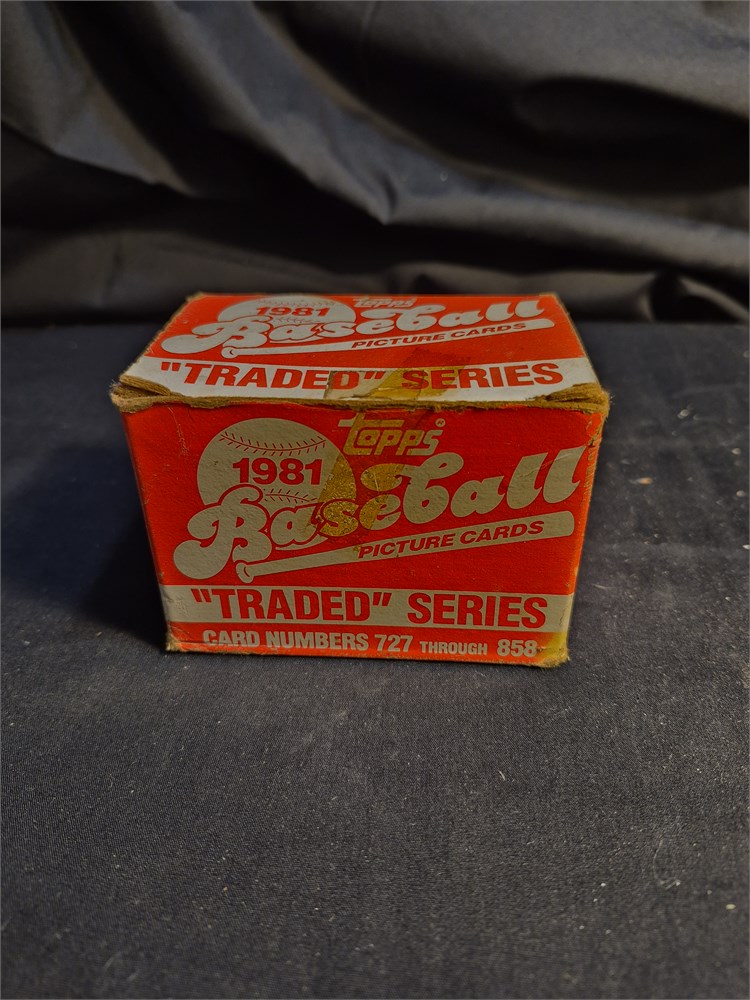 Topps
1981
Baseball
PICTURE CARDS
"TRADED" SERIES
Topps®
1981
Baseball
PICTURE CARDS
"TRADED" SERIES
CARD NUMBERS 727 THROUGH 858